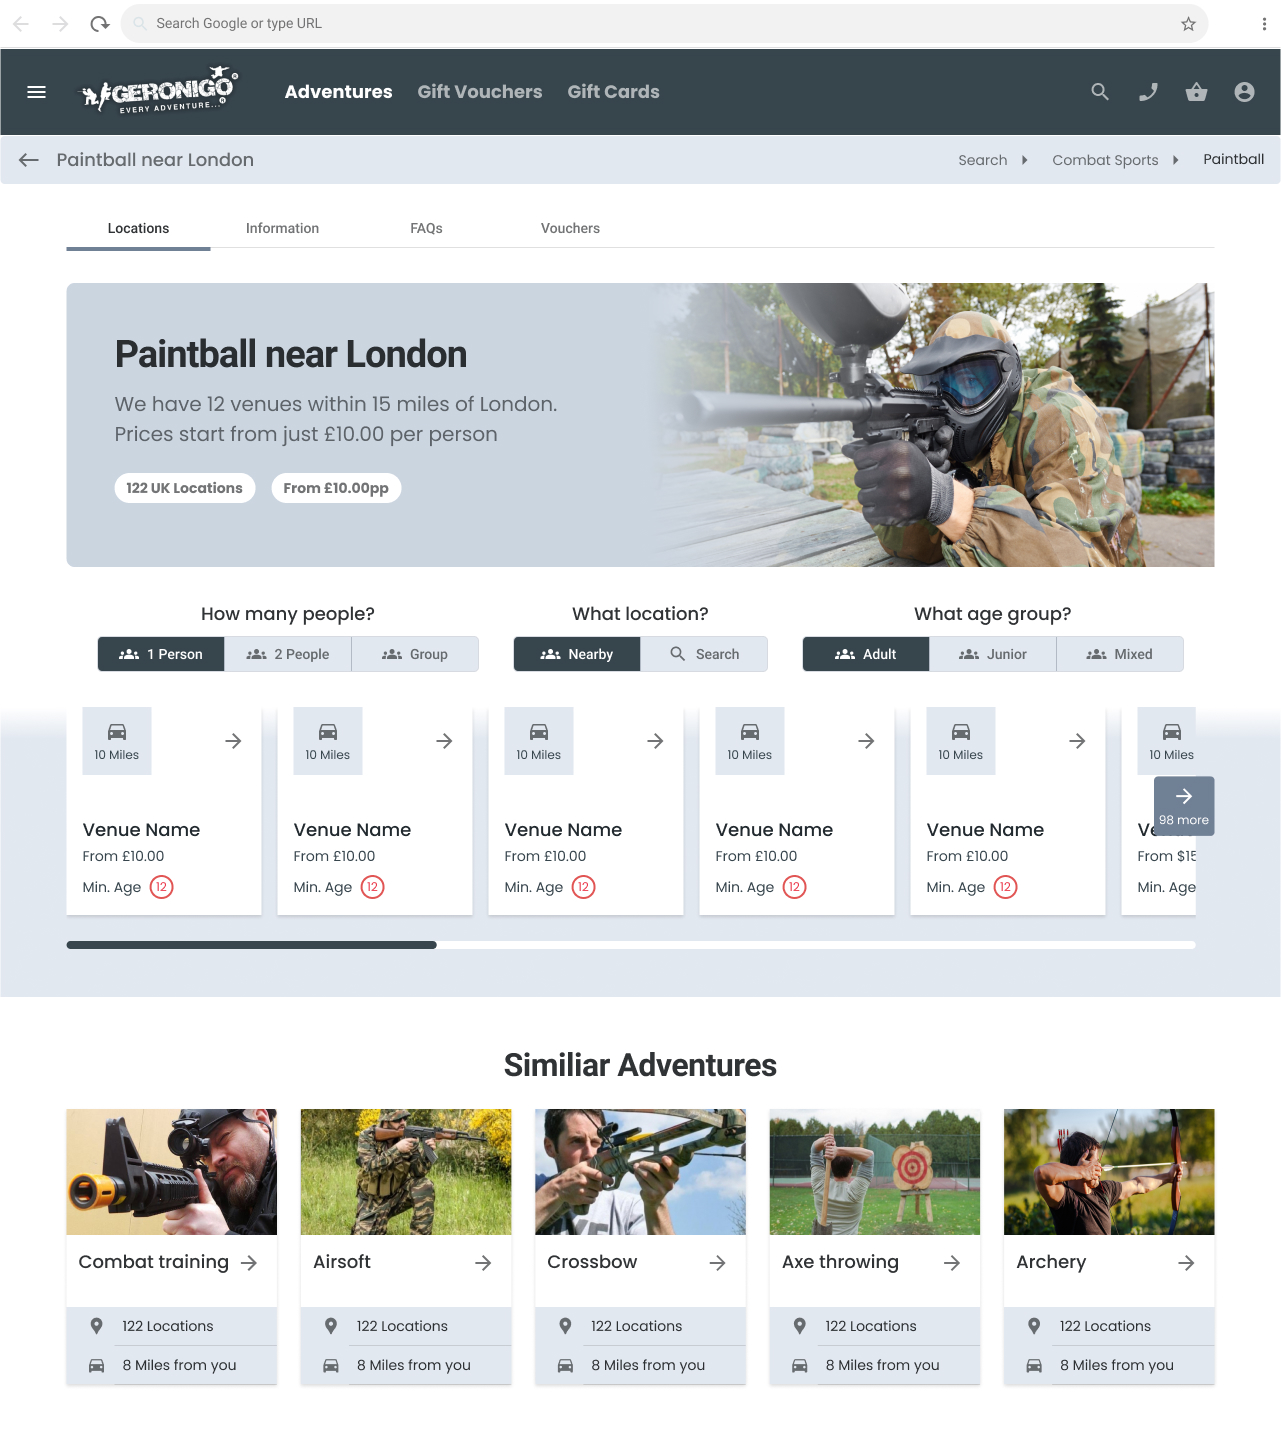 Search Google or type URL
GERONIGO
EVERY ADVENTURE...
Adventures
Gift Vouchers
Gift Cards
Paintball near London
Search
Combat Sports
Paintball
Locations
Information
FAQs
Vouchers
Paintball near London
We have 12 venues within 15 miles of London.
Prices start from just £10.00 per person
122 UK Locations
From £10.00pp
How many people?
1 Person
2 People
Group
What location?
Nearby
Search
What age group?
Adult
Junior
Mixed
10 Miles
Venue Name
From £10.00
Min. Age 12
10 Miles
Venue Name
From £10.00
Min. Age 12
10 Miles
Venue Name
From £10.00
Min. Age 12
10 Miles
Venue Name
From £10.00
Min. Age 12
10 Miles
Venue Name
From £10.00
Min. Age 12
10 Miles
From $15
Min. Age
98 more
Similiar Adventures
Combat training
122 Locations
8 Miles from you
Airsoft
122 Locations
8 Miles from you
Crossbow
122 Locations
8 Miles from you
Axe throwing
122 Locations
8 Miles from you
Archery
122 Locations
8 Miles from you